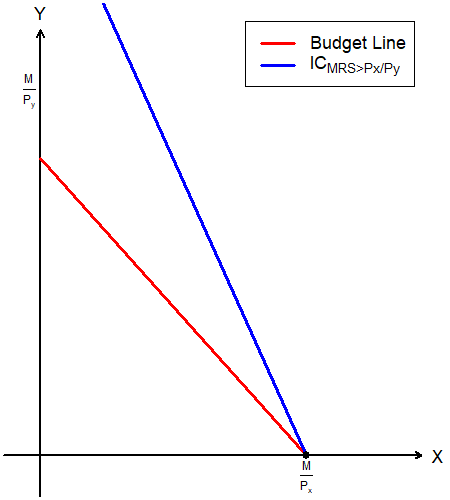 Y
Budget Line
IC_MRS>Px/Py
M
P_y
X
M
P_x